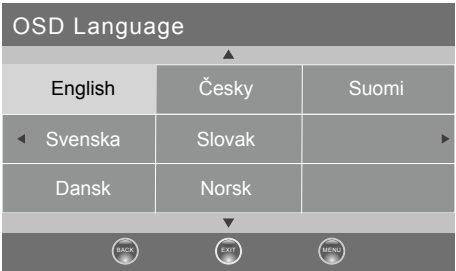 OSD Language
English Česky Suomi
Svenska Slovak
Dansk Norsk
BACK EXIT MENU